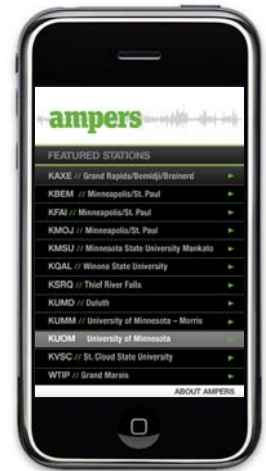 ampers
FEATURED STATIONS
KAXE // Grand Rapids/Bemidji/Brainerd
KBEM // Minneapolis/St. Paul
KFAI // Minneapolis/St. Paul
KMOJ // Minneapolis/St. Paul
KMSU // Minnesota State University Mankato
KQAL // Winona State University
KSRQ // Thief River Falls
KUMD // Duluth
KUMM // University of Minnesota – Morris
KUOM University of Minnesota
KVSC // St. Cloud State University
WTIP // Grand Marais
ABOUT AMPERS